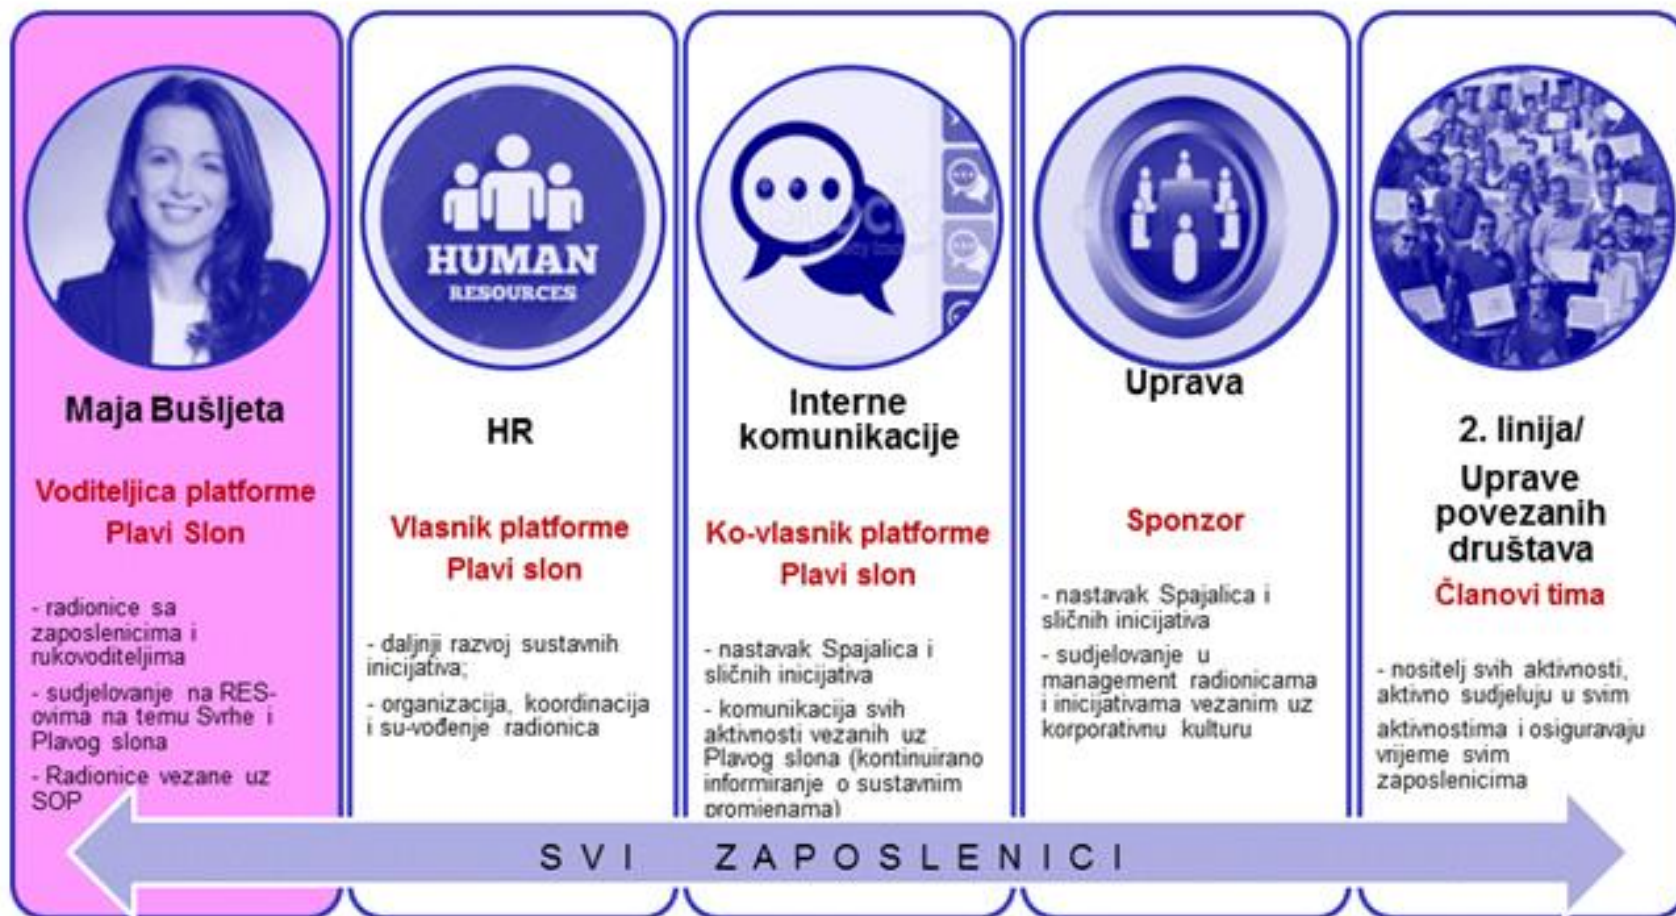 Maja Bušljeta
Voditeljica platforme
Plavi Slon
- radionice sa
zaposlenicima i
rukovoditeljima
- sudjelovanje na RES-
ovima na temu Svrhe i
Plavog slona
- Radionice vezane uz
SOP
HUMAN
RESOURCES
HR
Vlasnik platforme
Plavi slon
- daljnji razvoj sustavnih
inicijativa;
- organizacija, koordinacija
i su-vođenje radionica
Interne
komunikacije
Ko-vlasnik platforme
Plavi slon
- nastavak Spajalica i
sličnih inicijativa
- komunikacija svih
aktivnosti vezanih uz
Plavog slona (kontinuirano
informiranje o sustavnim
promjenama)
Uprava
Sponzor
- nastavak Spajalica i
sličnih inicijativa
- sudjelovanje u
management radionicama
i inicijativama vezanim uz
korporativnu kulturu
2. linija/
Uprave
povezanih
društava
Članovi tima
- nositelj svih aktivnosti,
aktivno sudjeluju u svim
aktivnostima i osiguravaju
vrijeme svim
zaposlenicima
SVI ZAPOSLENICI